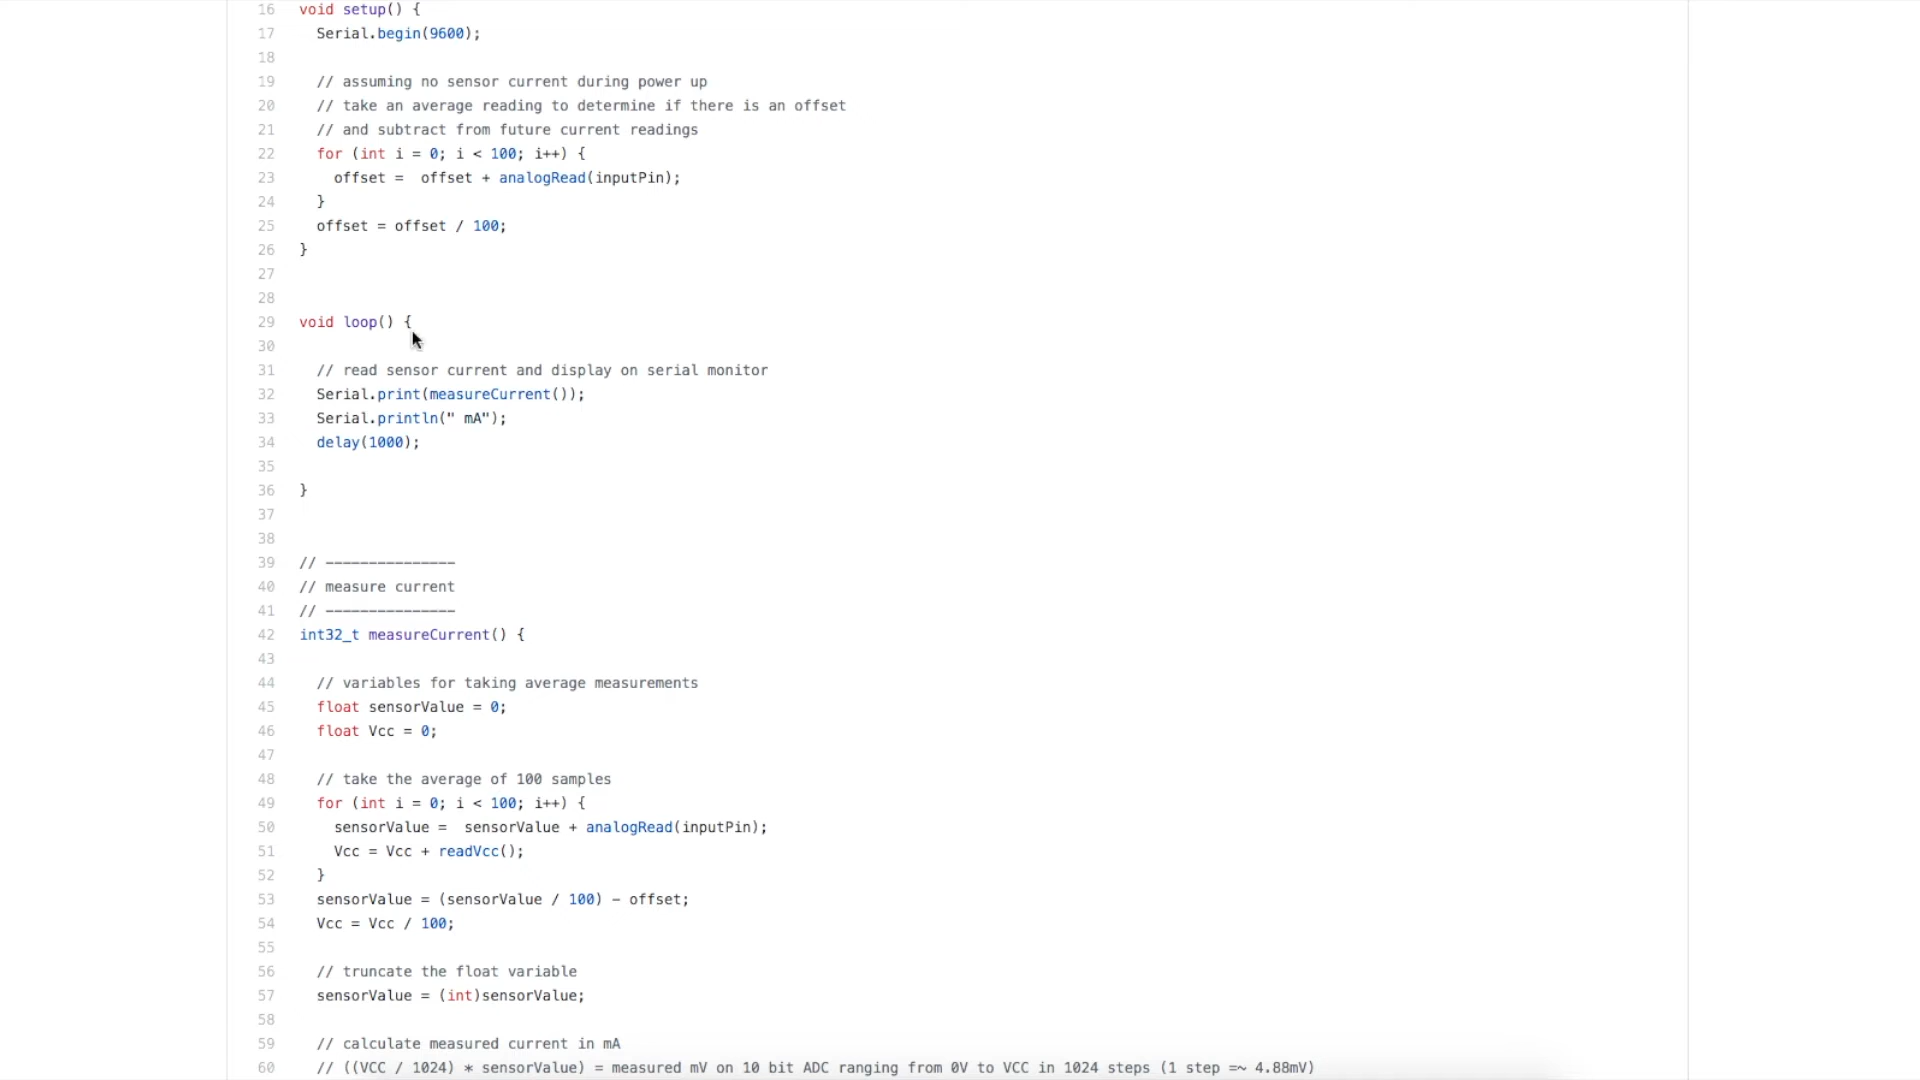 16 void setup() {
17 Serial.begin(9600);
18
19 // assuming no sensor current during power up
20 // take an average reading to determine if there is an offset
21 // and subtract from future current readings
22 for (int i = 0; i < 100; i++) {
23 offset =  offset + analogRead(inputPin);
24 }
25 offset = offset / 100;
26 }
27
28
29 void loop() {
30
31 // read sensor current and display on serial monitor
32 Serial.print(measureCurrent());
33 Serial.println(" mA");
34 delay(1000);
35
36 }
37
38
39 // ---------------
40 // measure current
41 // ---------------
42 int32_t measureCurrent() {
43
44 // variables for taking average measurements
45 float sensorValue = 0;
46 float Vcc = 0;
47
48 // take the average of 100 samples
49 for (int i = 0; i < 100; i++) {
50 sensorValue =  sensorValue + analogRead(inputPin);
51 Vcc = Vcc + readVcc();
52 }
53 sensorValue = (sensorValue / 100) - offset;
54 Vcc = Vcc / 100;
55
56 // truncate the float variable
57 sensorValue = (int)sensorValue;
58
59 // calculate measured current in mA
60 // ((VCC / 1024) * sensorValue) = measured mV on 10 bit ADC ranging from 0V to VCC in 1024 steps (1 step =~ 4.88mV)